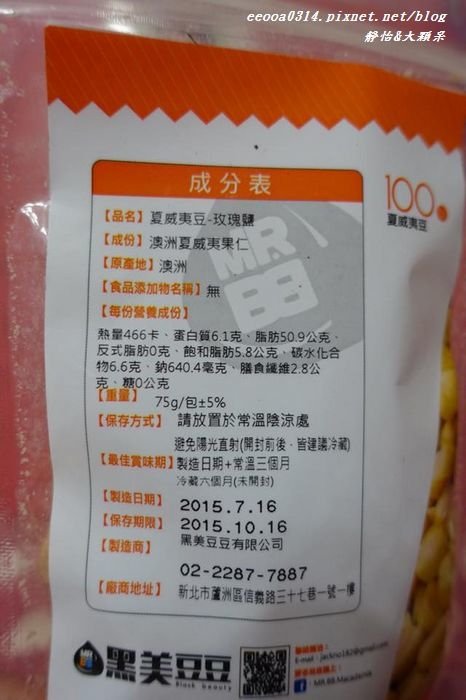 eeooa0314.pixnet.net/blog
靜怡&大顆呆
成分表
100
夏威夷豆
【品名】夏威夷豆-玫瑰鹽
【成份】澳洲夏威夷果仁
【原產地】澳洲
【食品添加物名稱】無
【每份營養成份】
熱量466卡、蛋白質6.1克、脂肪50.9公克、
反式脂肪0克、飽和脂肪5.8公克、碳水化合
物6.6克、鈉640.4毫克、膳食纖維2.8公
克、糖0公克
【重量】 75g/包±5%
【保存方式】 請放置於常溫陰涼處
避免陽光直射(開封前後、皆建議冷藏)
【最佳賞味期】製造日期+常溫三個月
冷藏六個月(未開封)
【製造日期】 2015.7.16
【保存期限】 2015.10.16
【製造商】 黑美豆豆有限公司
02-2287-7887
【廠商地址】 新北市蘆洲區信義路三十七巷一號一樓
MR BB
黑美豆豆
Black beauty
E-mail : jackno182@gmail.com
MR.BB.Macadamia